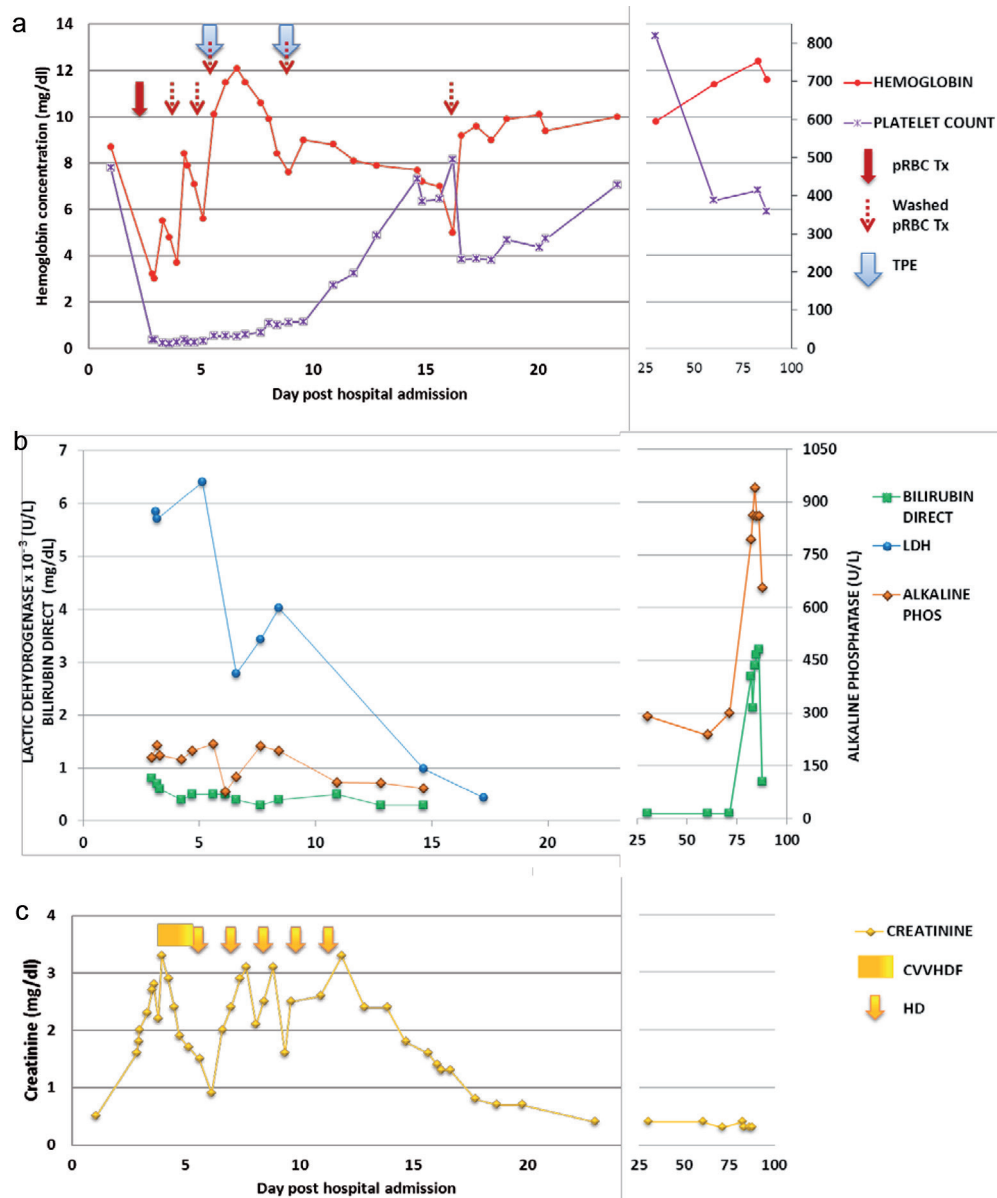 a
14
12
10
8
6
4
2
0
Hemoglobin concentration (mg/dl)
0 5 10 15 20
Day post hospital admission
25 50 75 100
800
700
600
500
400
300
200
100
0
HEMOGLOBIN
PLATELET COUNT
pRBC Tx
Washed
pRBC Tx
TPE
b
7
6
5
4
3
2
1
0
LACTIC DEHYDROGENASE x 10⁻³ (U/L)
BILIRUBIN DIRECT (mg/dL)
0 5 10 15 20
25 50 75 100
1050
900
750
600
450
300
150
0
ALKALINE PHOSPHATASE (U/L)
BILIRUBIN
DIRECT
LDH
ALKALINE
PHOS
c
4
3
2
1
0
Creatinine (mg/dl)
0 5 10 15 20
Day post hospital admission
25 50 75 100
CREATININE
CVVHDF
HD